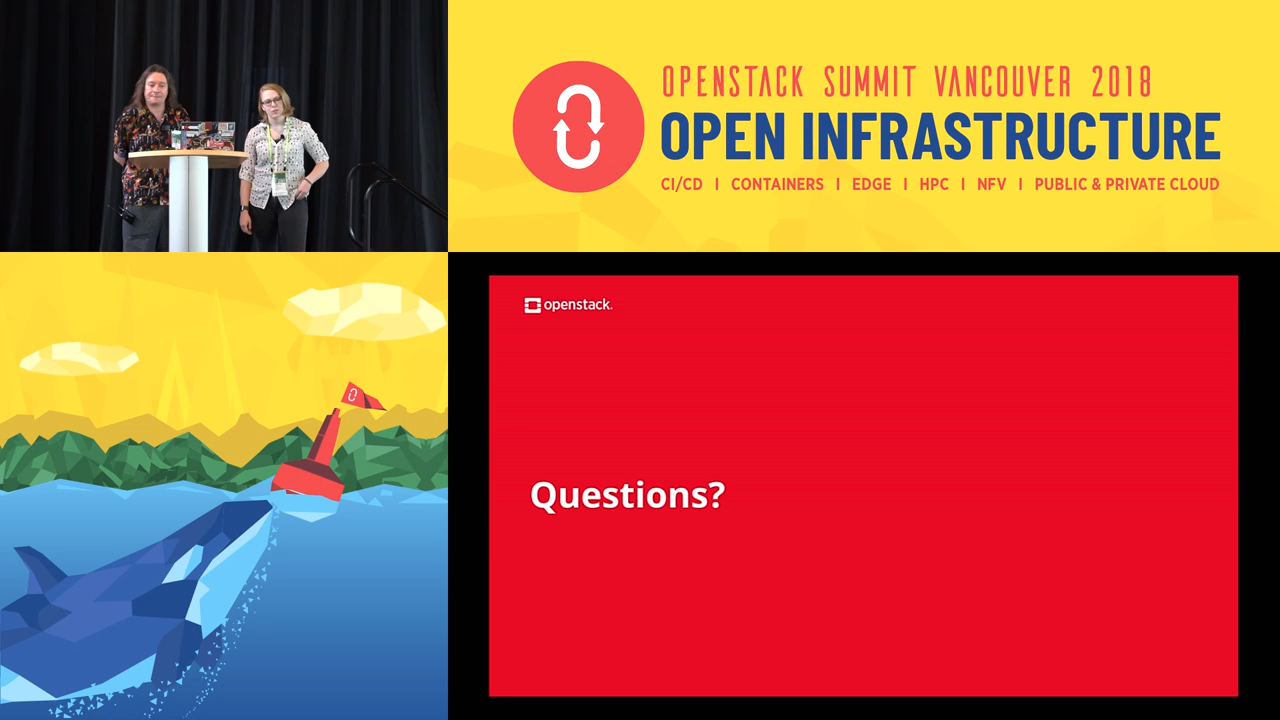 OPENSTACK SUMMIT VANCOUVER 2018
OPEN INFRASTRUCTURE
CI/CD | CONTAINERS | EDGE | HPC | NFV | PUBLIC & PRIVATE CLOUD
openstack.
Questions?